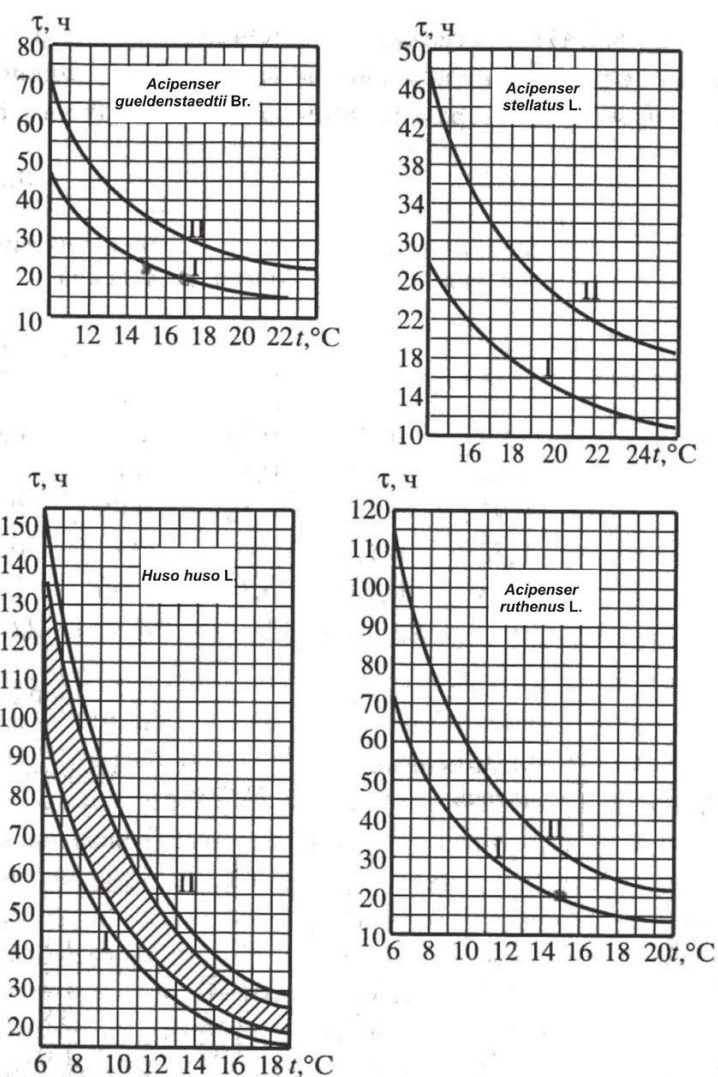 τ, ч
80
70
60
50
40
30
20
10
Acipenser
gueldenstaedtii Br.
II
I
12 14 16 18 20 22 t,°C
τ, ч
50
46
42
38
34
30
26
22
18
14
10
Acipenser
stellatus L.
II
I
16 18 20 22 24 t,°C
τ, ч
150
140
130
120
110
100
90
80
70
60
50
40
30
20
Huso huso L.
II
I
6 8 10 12 14 16 18 t,°C
τ, ч
120
110
100
90
80
70
60
50
40
30
20
10
Acipenser
ruthenus L.
II
I
6 8 10 12 14 16 18 20 t,°C